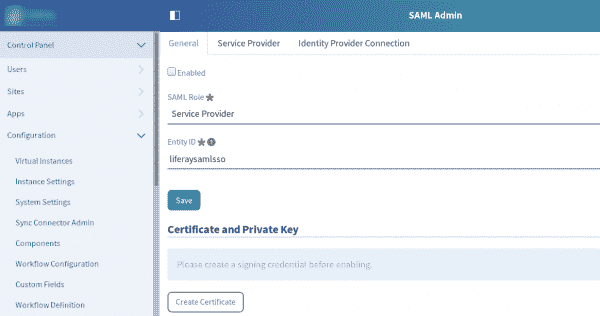 SAML Admin
Control Panel
Users
Sites
Apps
Configuration
Virtual Instances
Instance Settings
System Settings
Sync Connector Admin
Components
Workflow Configuration
Custom Fields
Workflow Definition
General Service Provider Identity Provider Connection
Enabled
SAML Role
Service Provider
Entity ID
liferaysamlsso
Save
Certificate and Private Key
Please create a signing credential before enabling.
Create Certificate